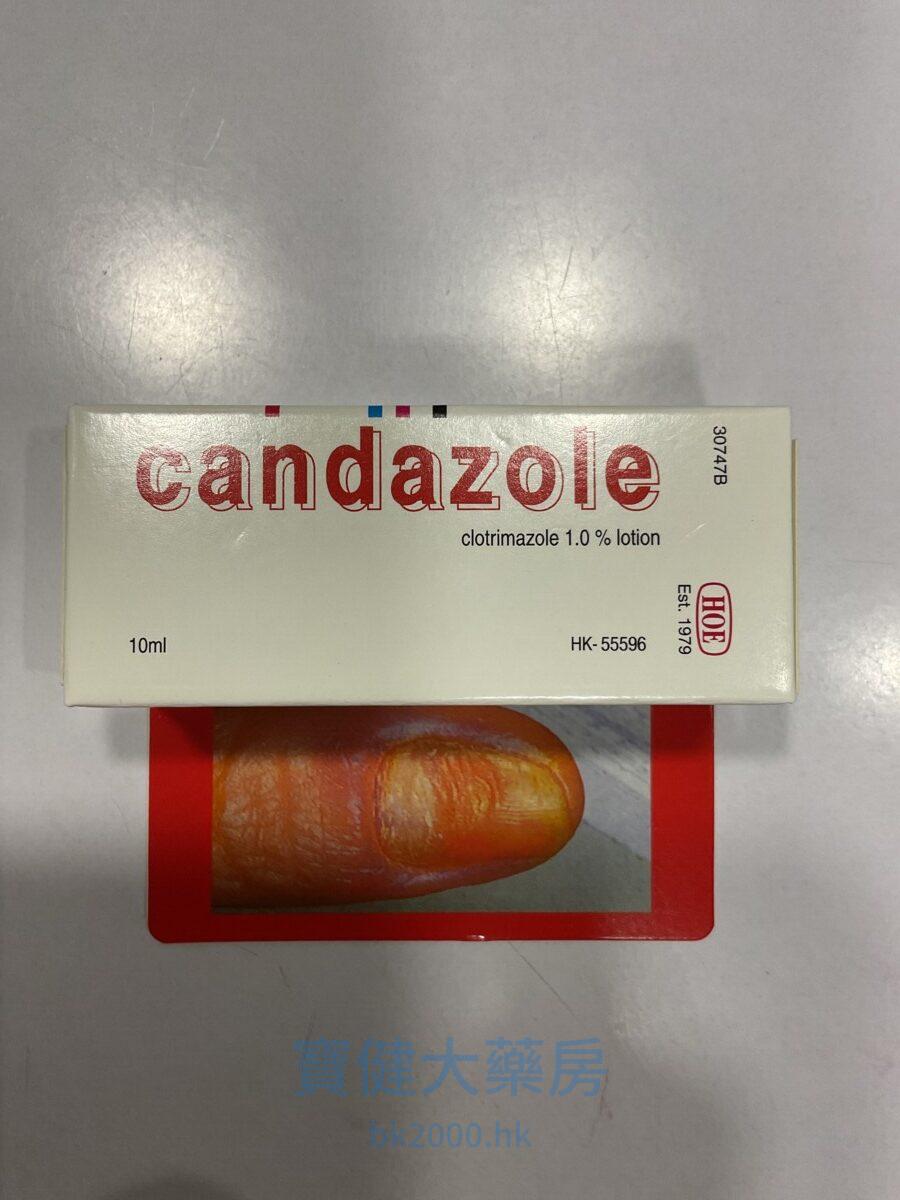 candazole
clotrimazole 1.0 % lotion
30747B
10ml
HK- 55596
Est. 1979
HOE
寶健大藥房
bk2000.hk